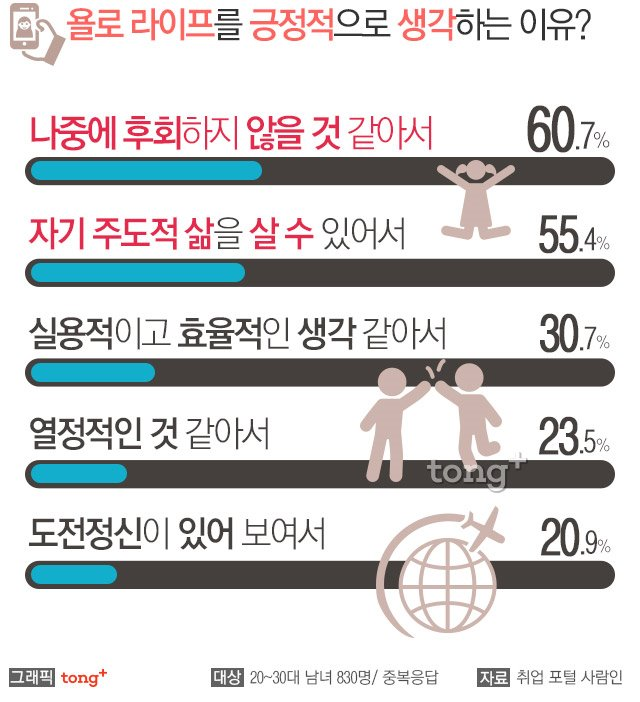 욜로 라이프를 긍정적으로 생각하는 이유?
나중에 후회하지 않을 것 같아서 60.7%
자기 주도적 삶을 살 수 있어서 55.4%
실용적이고 효율적인 생각 같아서 30.7%
열정적인 것 같아서 23.5%
tong+
도전정신이 있어 보여서 20.9%
그래픽 tong+ 대상 20~30대 남녀 830명/ 중복응답 자료 취업 포털 사람인